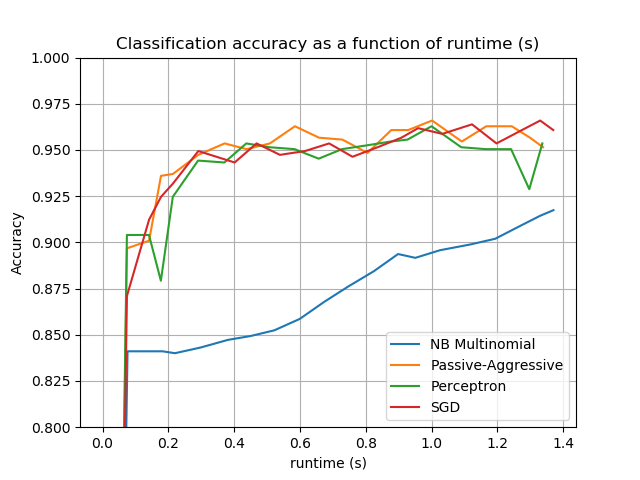 Classification accuracy as a function of runtime (s)
1.000
0.975
0.950
0.925
0.900
0.875
0.850
0.825
0.800
Accuracy
NB Multinomial
Passive-Aggressive
Perceptron
SGD
0.0 0.2 0.4 0.6 0.8 1.0 1.2 1.4
runtime (s)